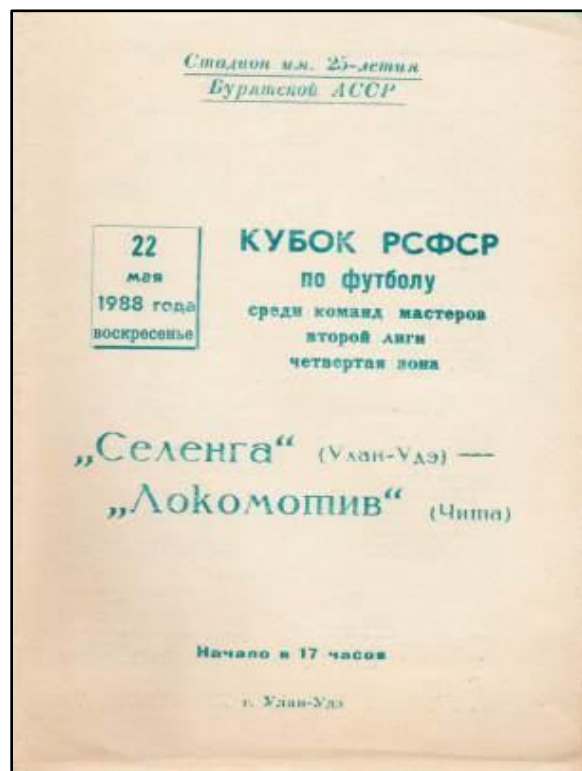 Стадион им. 25-летия
Бурятской АССР
22
мая
1988 года
воскресенье
КУБОК РСФСР
по футболу
среди команд мастеров
второй лиги
четвертая зона
„Селенга“ (Улан-Удэ) —
„Локомотив“ (Чита)
Начало в 17 часов
г. Улан-Удэ